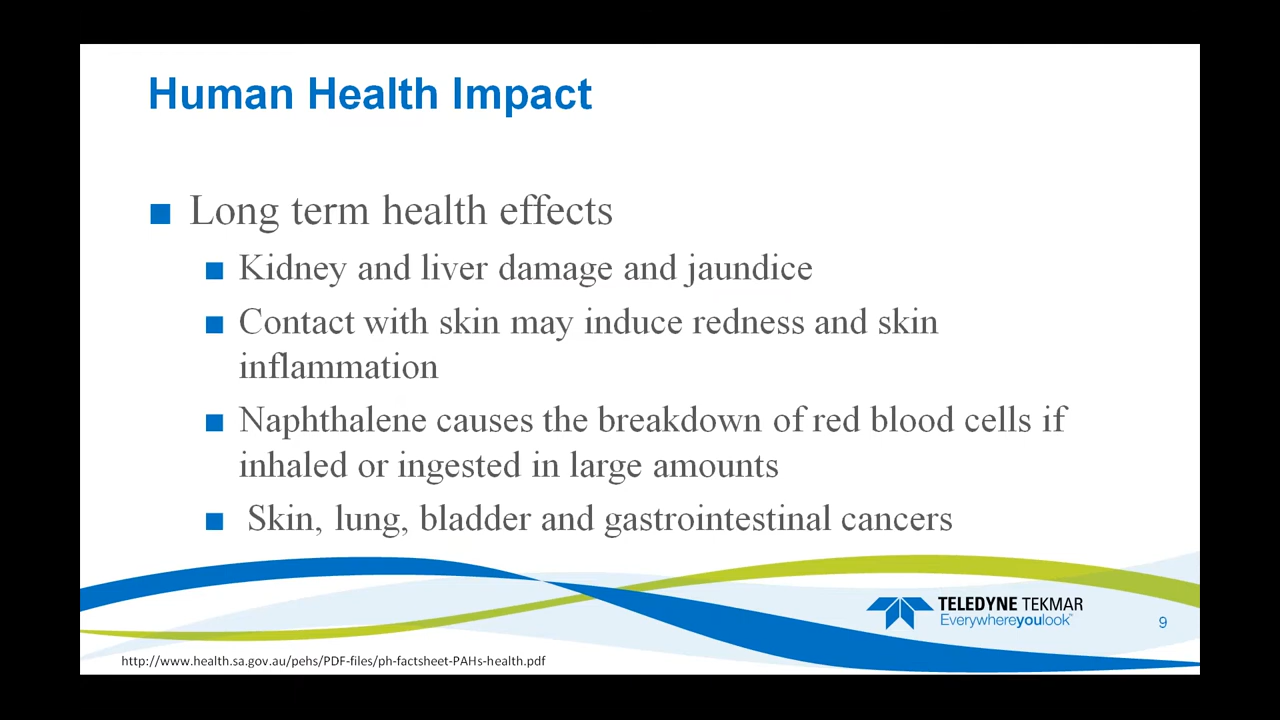 Human Health Impact
Long term health effects
Kidney and liver damage and jaundice
Contact with skin may induce redness and skin
inflammation
Naphthalene causes the breakdown of red blood cells if
inhaled or ingested in large amounts
Skin, lung, bladder and gastrointestinal cancers
TELEDYNE TEKMAR
Everywhereyoulook™
9
http://www.health.sa.gov.au/pehs/PDF-files/ph-factsheet-PAHs-health.pdf